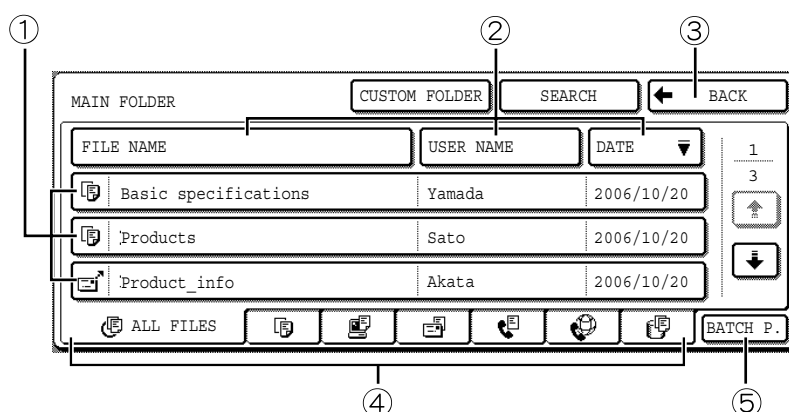 ① ② ③
MAIN FOLDER CUSTOM FOLDER SEARCH BACK
FILE NAME USER NAME DATE 1
3
Basic specifications Yamada 2006/10/20
Products Sato 2006/10/20
Product_info Akata 2006/10/20
ALL FILES BATCH P.
④ ⑤